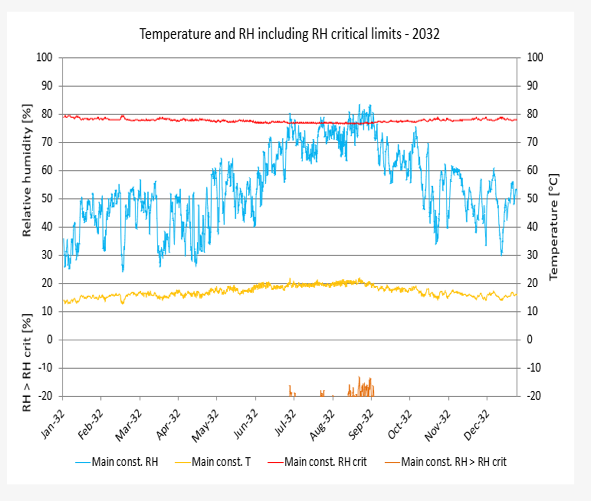 Temperature and RH including RH critical limits - 2032
Relative humidity [%]
RH > RH crit [%]
100
90
80
70
60
50
40
30
20
10
0
-10
-20
100
90
80
70
60
50
40
30
20
10
0
-10
-20
Temperature [°C]
Jan-32
Feb-32
Mar-32
Apr-32
May-32
Jun-32
Jul-32
Aug-32
Sep-32
Oct-32
Nov-32
Dec-32
Main const. RH
Main const. T
Main const. RH crit
Main const. RH > RH crit